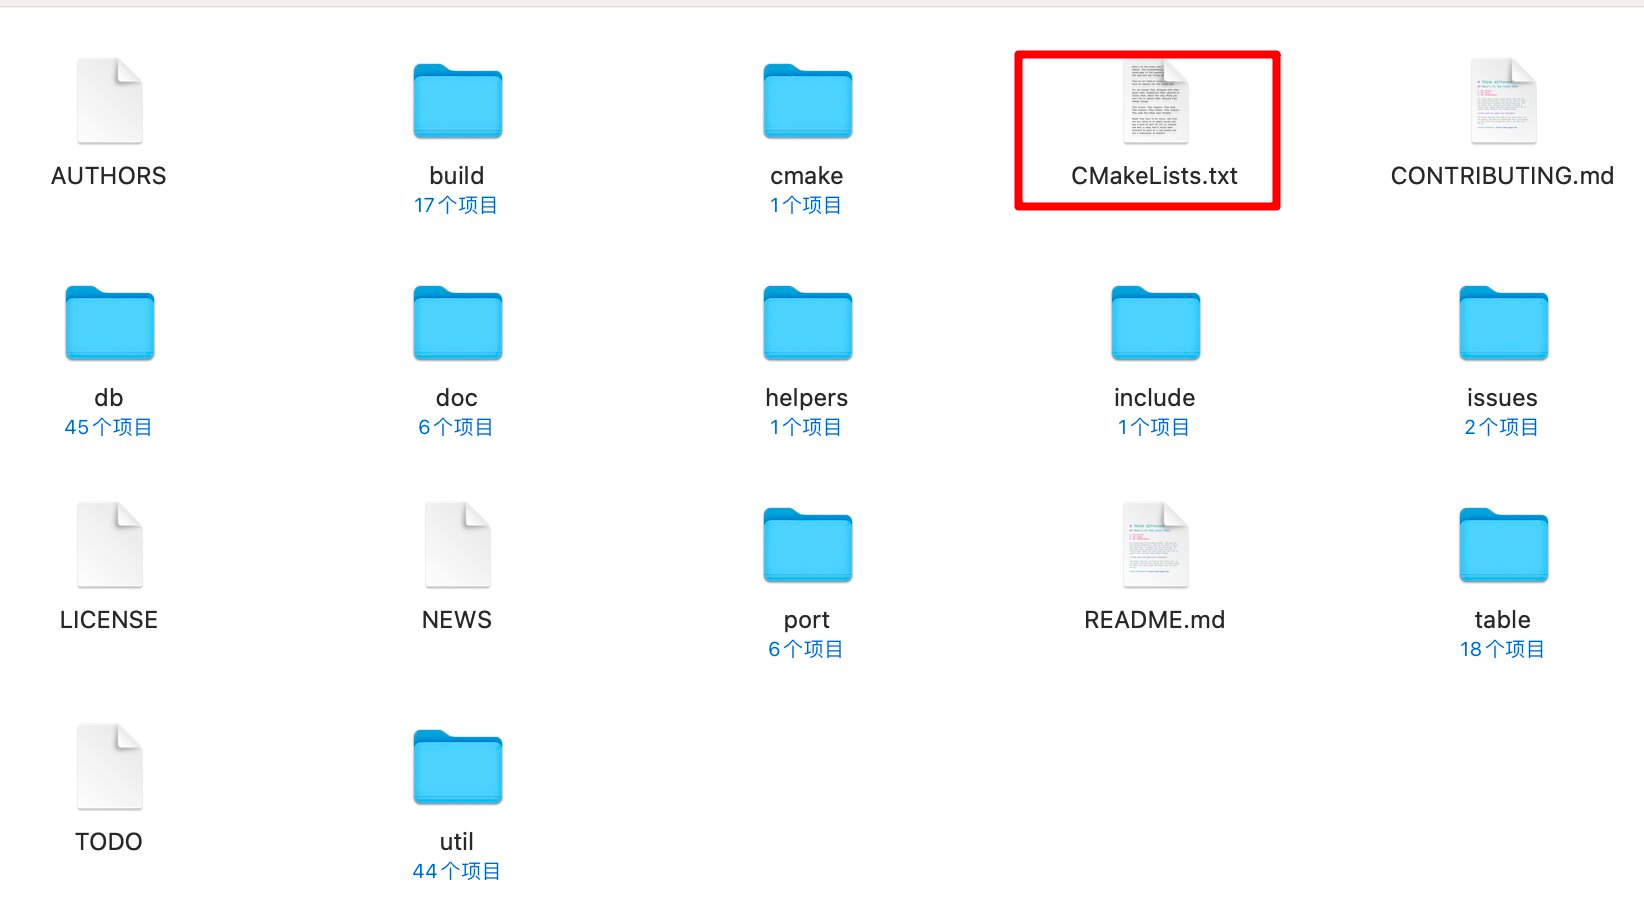 AUTHORS
build
17个项目
cmake
1个项目
CMakeLists.txt
CONTRIBUTING.md
db
45个项目
doc
6个项目
helpers
1个项目
include
1个项目
issues
2个项目
LICENSE
NEWS
port
6个项目
README.md
table
18个项目
TODO
util
44个项目